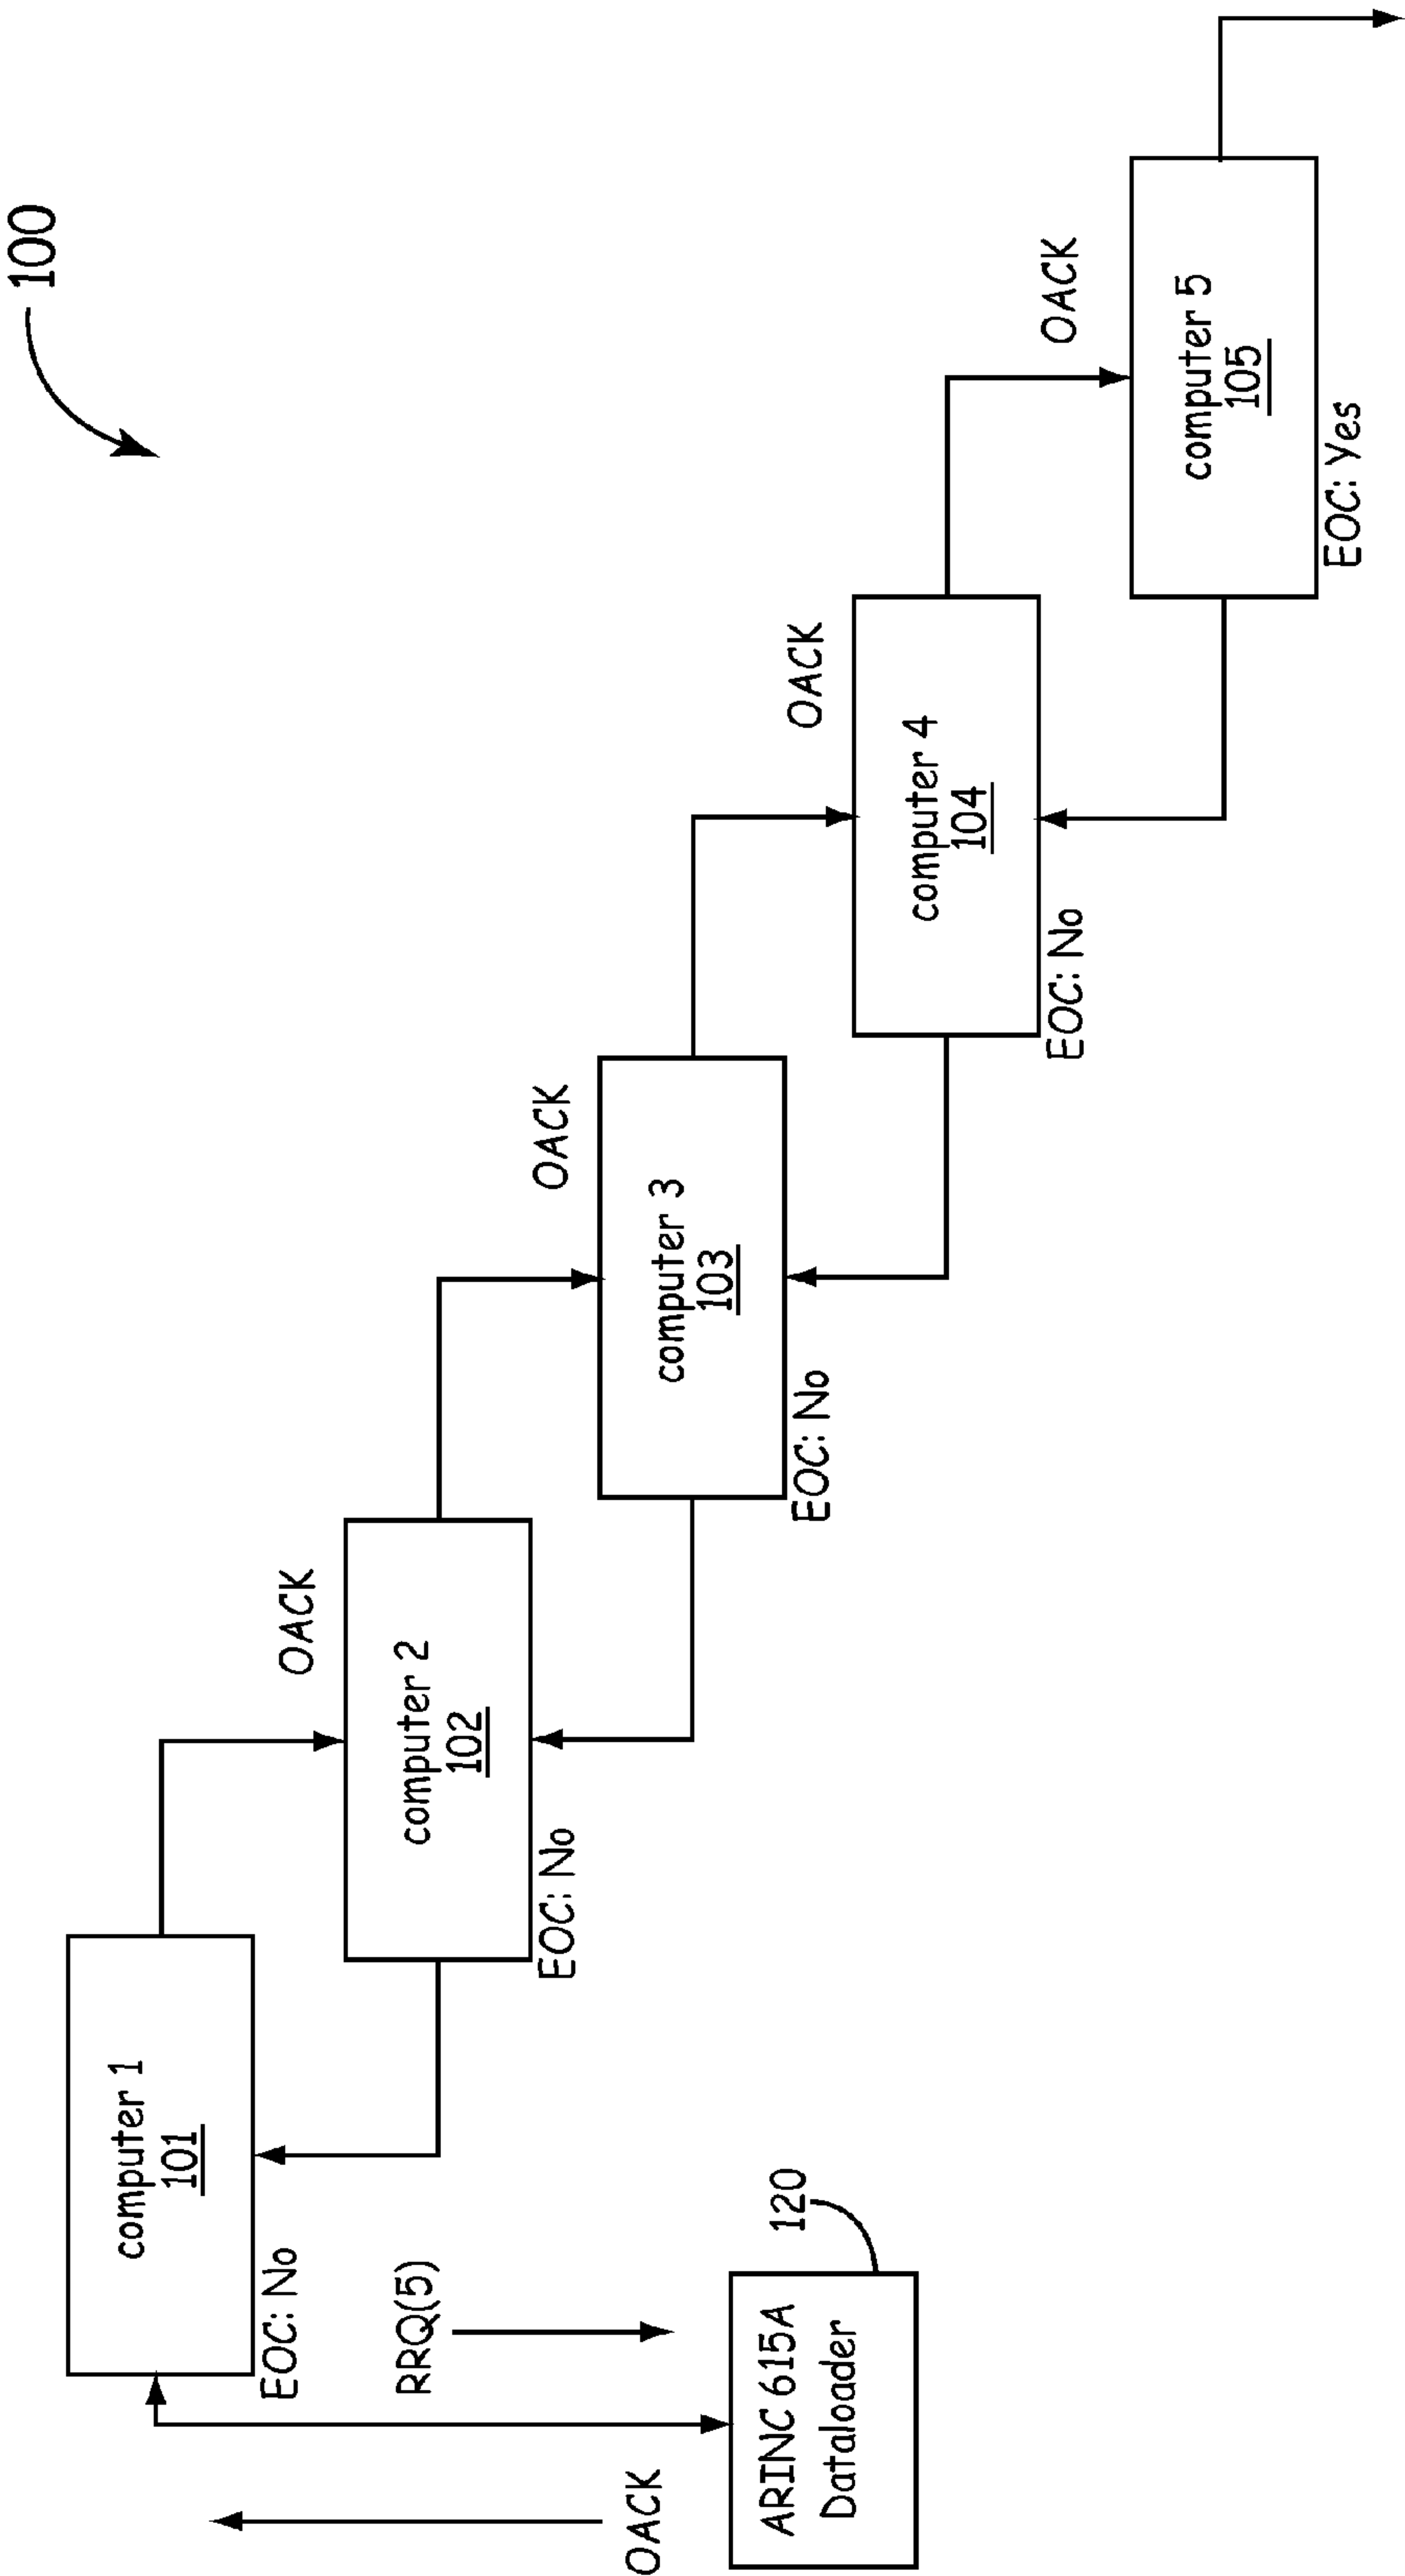 100
computer 1
101
EOC: No
OACK
computer 2
102
EOC: No
OACK
computer 3
103
EOC: No
OACK
computer 4
104
EOC: No
OACK
computer 5
105
EOC: Yes
RRQ(5)
OACK
ARINC 615A
Dataloader
120